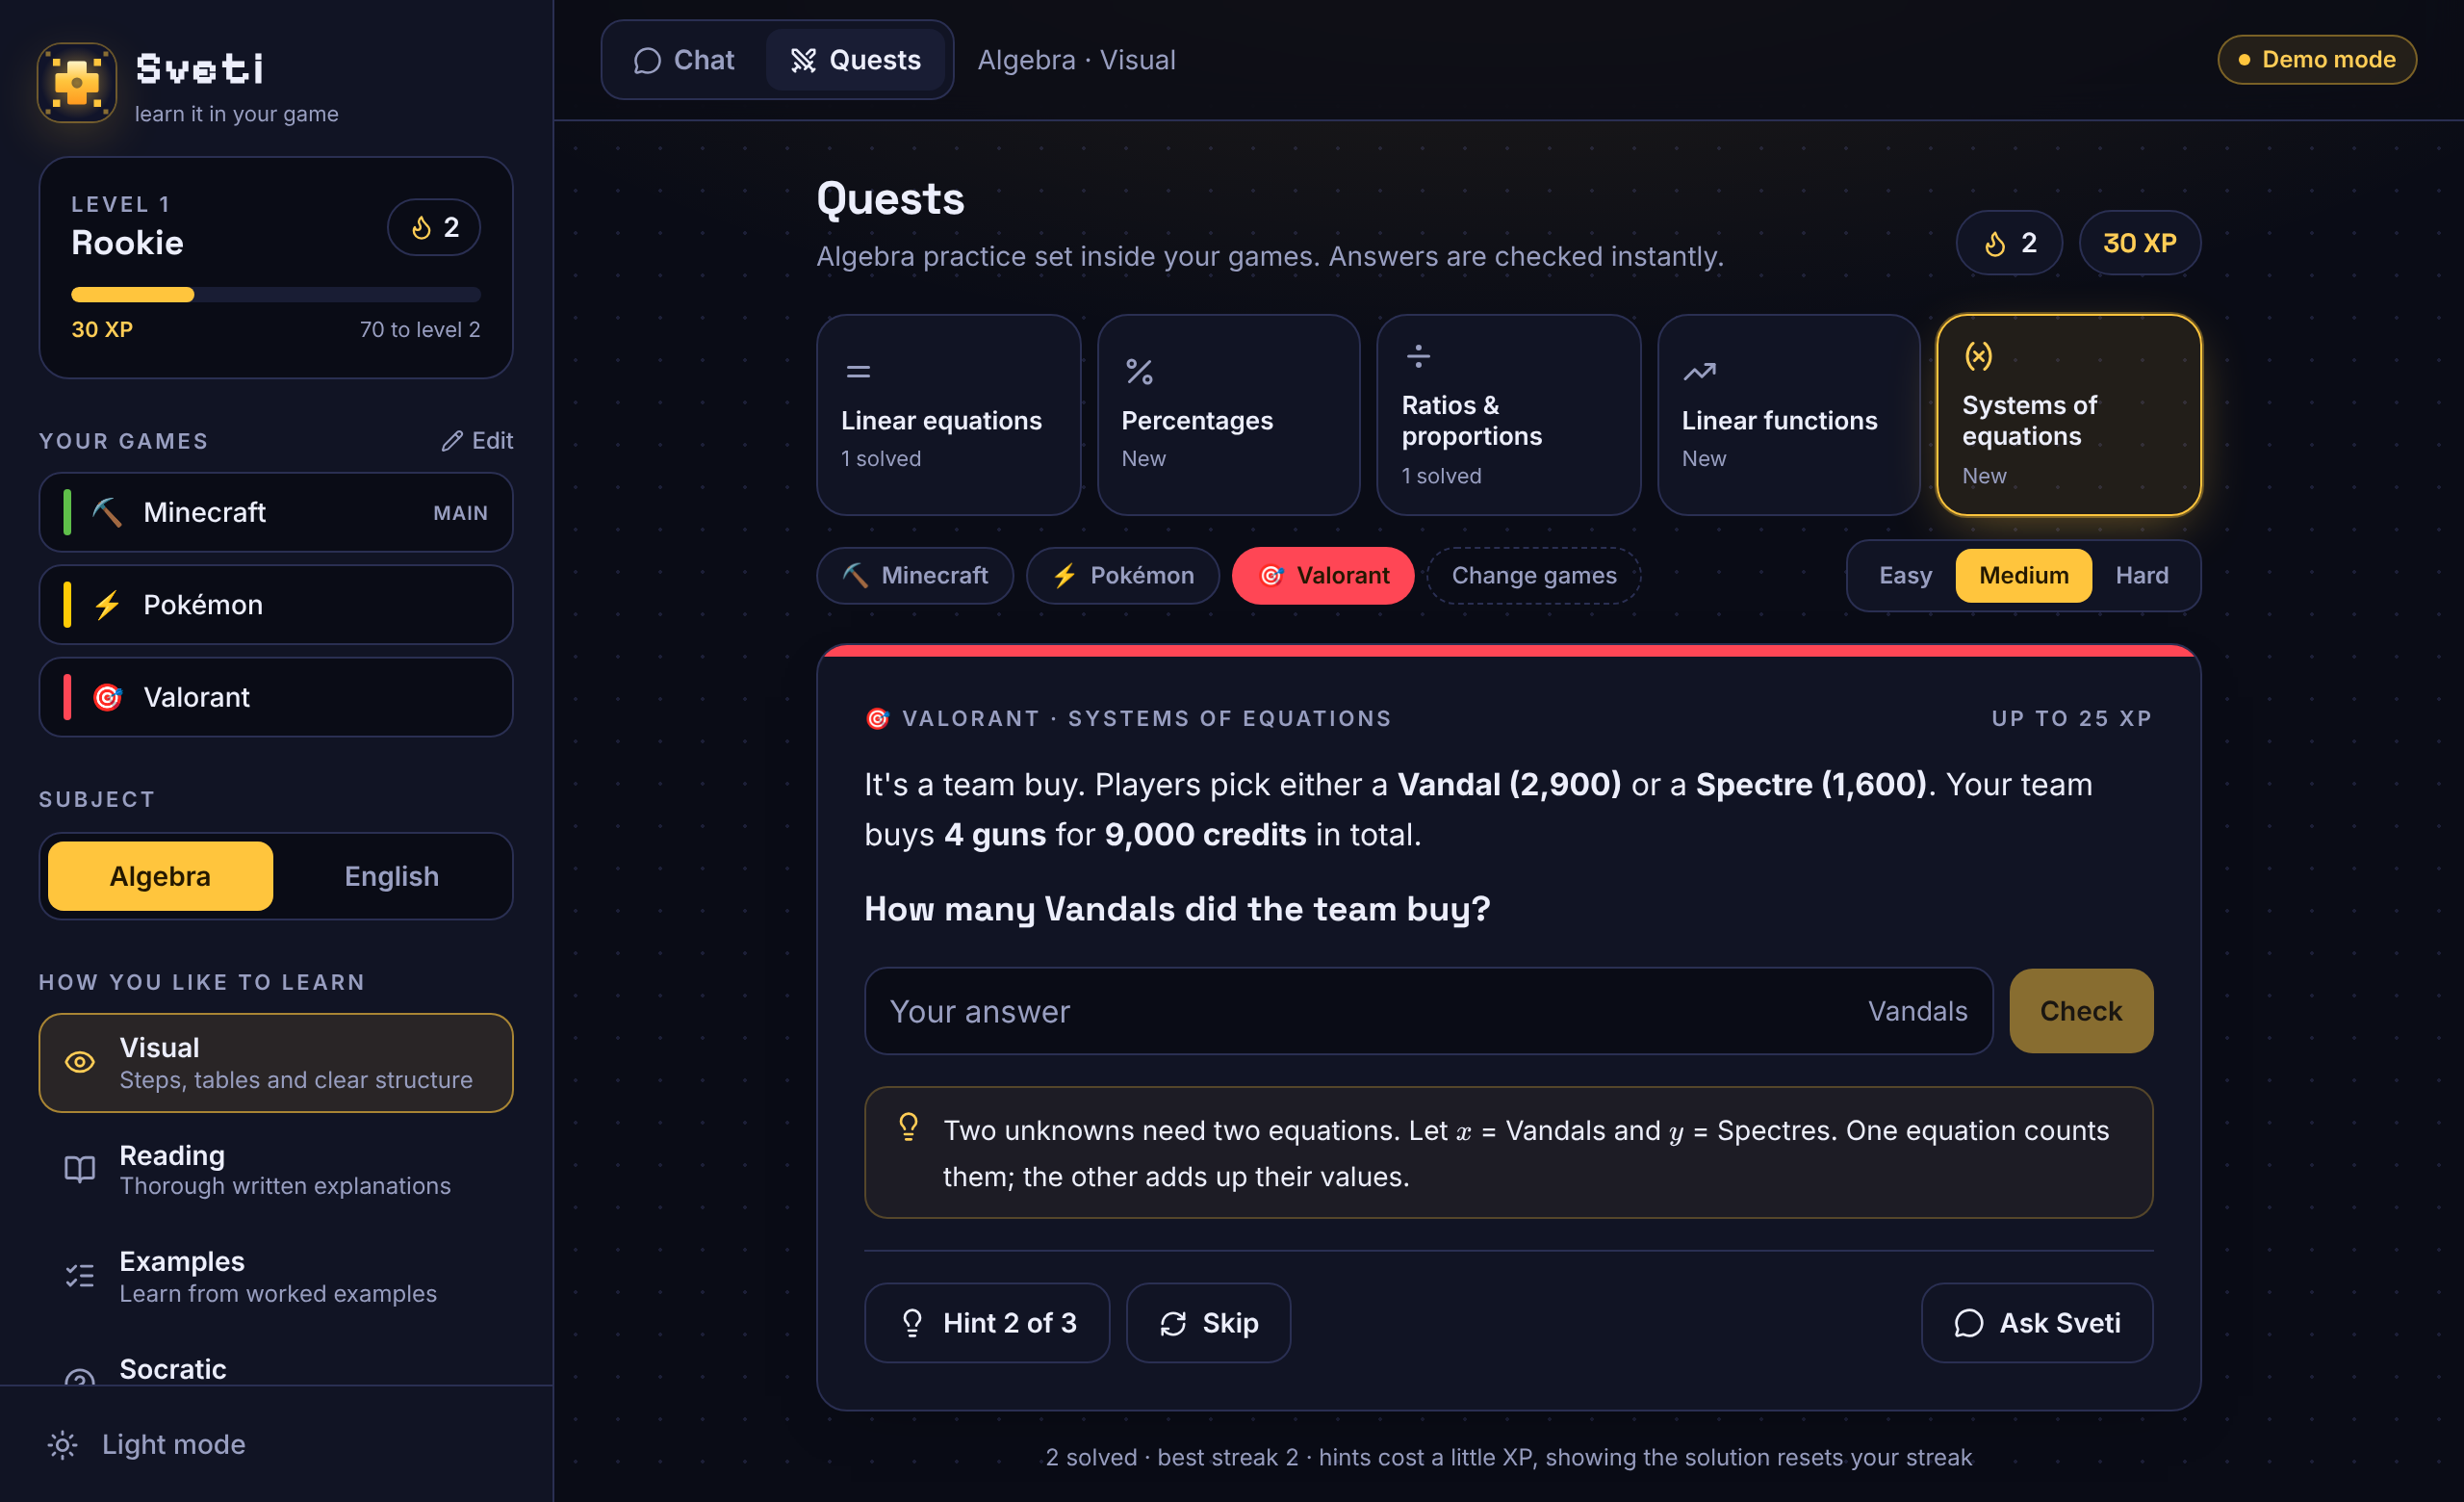 Sveti
learn it in your game
LEVEL 1
Rookie
2
30 XP
70 to level 2
YOUR GAMES
Edit
Minecraft
MAIN
Pokémon
Valorant
SUBJECT
Algebra
English
HOW YOU LIKE TO LEARN
Visual
Steps, tables and clear structure
Reading
Thorough written explanations
Examples
Learn from worked examples
Socratic
Light mode
Chat
Quests
Algebra · Visual
Demo mode
Quests
Algebra practice set inside your games. Answers are checked instantly.
2
30 XP
Linear equations
1 solved
Percentages
New
Ratios &
proportions
1 solved
Linear functions
New
Systems of
equations
New
Minecraft
Pokémon
Valorant
Change games
Easy
Medium
Hard
VALORANT · SYSTEMS OF EQUATIONS
UP TO 25 XP
It's a team buy. Players pick either a Vandal (2,900) or a Spectre (1,600). Your team
buys 4 guns for 9,000 credits in total.
How many Vandals did the team buy?
Your answer
Vandals
Check
Two unknowns need two equations. Let x = Vandals and y = Spectres. One equation counts
them; the other adds up their values.
Hint 2 of 3
Skip
Ask Sveti
2 solved · best streak 2 · hints cost a little XP, showing the solution resets your streak